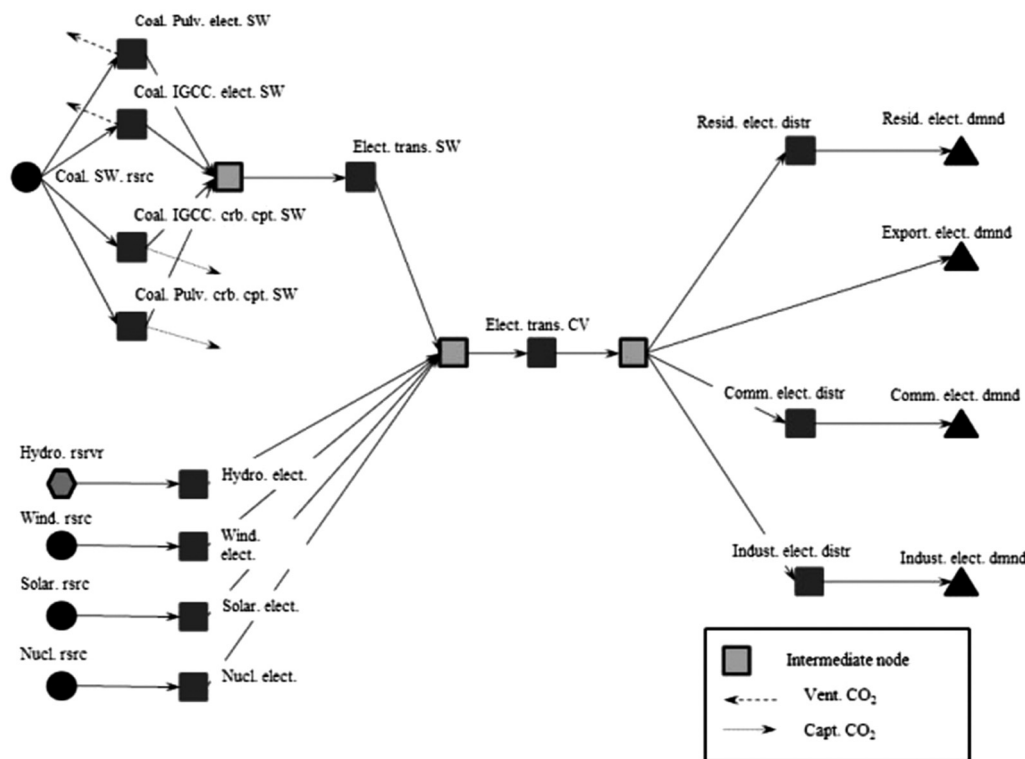 Coal. Pulv. elect. SW
Coal. IGCC. elect. SW
Coal. SW. rsrc
Elect. trans. SW
Coal. IGCC. crb. cpt. SW
Coal. Pulv. crb. cpt. SW
Resid. elect. distr
Resid. elect. dmnd
Export. elect. dmnd
Elect. trans. CV
Comm. elect. distr
Comm. elect. dmnd
Hydro. rsrvr
Hydro. elect.
Wind. rsrc
Wind.
elect.
Indust. elect. distr
Indust. elect. dmnd
Solar. rsrc
Solar. elect.
Nucl. rsrc
Nucl. elect.
Intermediate node
Vent. CO₂
Capt. CO₂